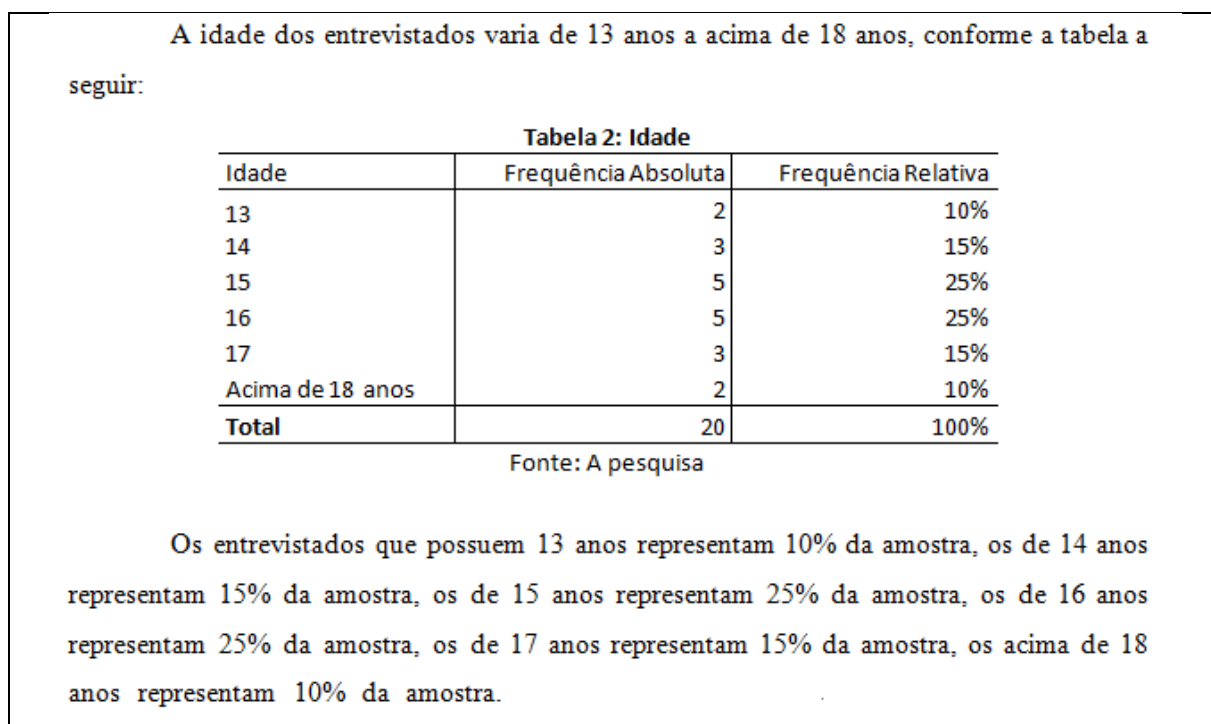 A idade dos entrevistados varia de 13 anos a acima de 18 anos, conforme a tabela a
seguir:
Tabela 2: Idade
Idade Frequência Absoluta Frequência Relativa
13 2 10%
14 3 15%
15 5 25%
16 5 25%
17 3 15%
Acima de 18 anos 2 10%
Total 20 100%
Fonte: A pesquisa
Os entrevistados que possuem 13 anos representam 10% da amostra, os de 14 anos
representam 15% da amostra, os de 15 anos representam 25% da amostra, os de 16 anos
representam 25% da amostra, os de 17 anos representam 15% da amostra, os acima de 18
anos representam 10% da amostra.